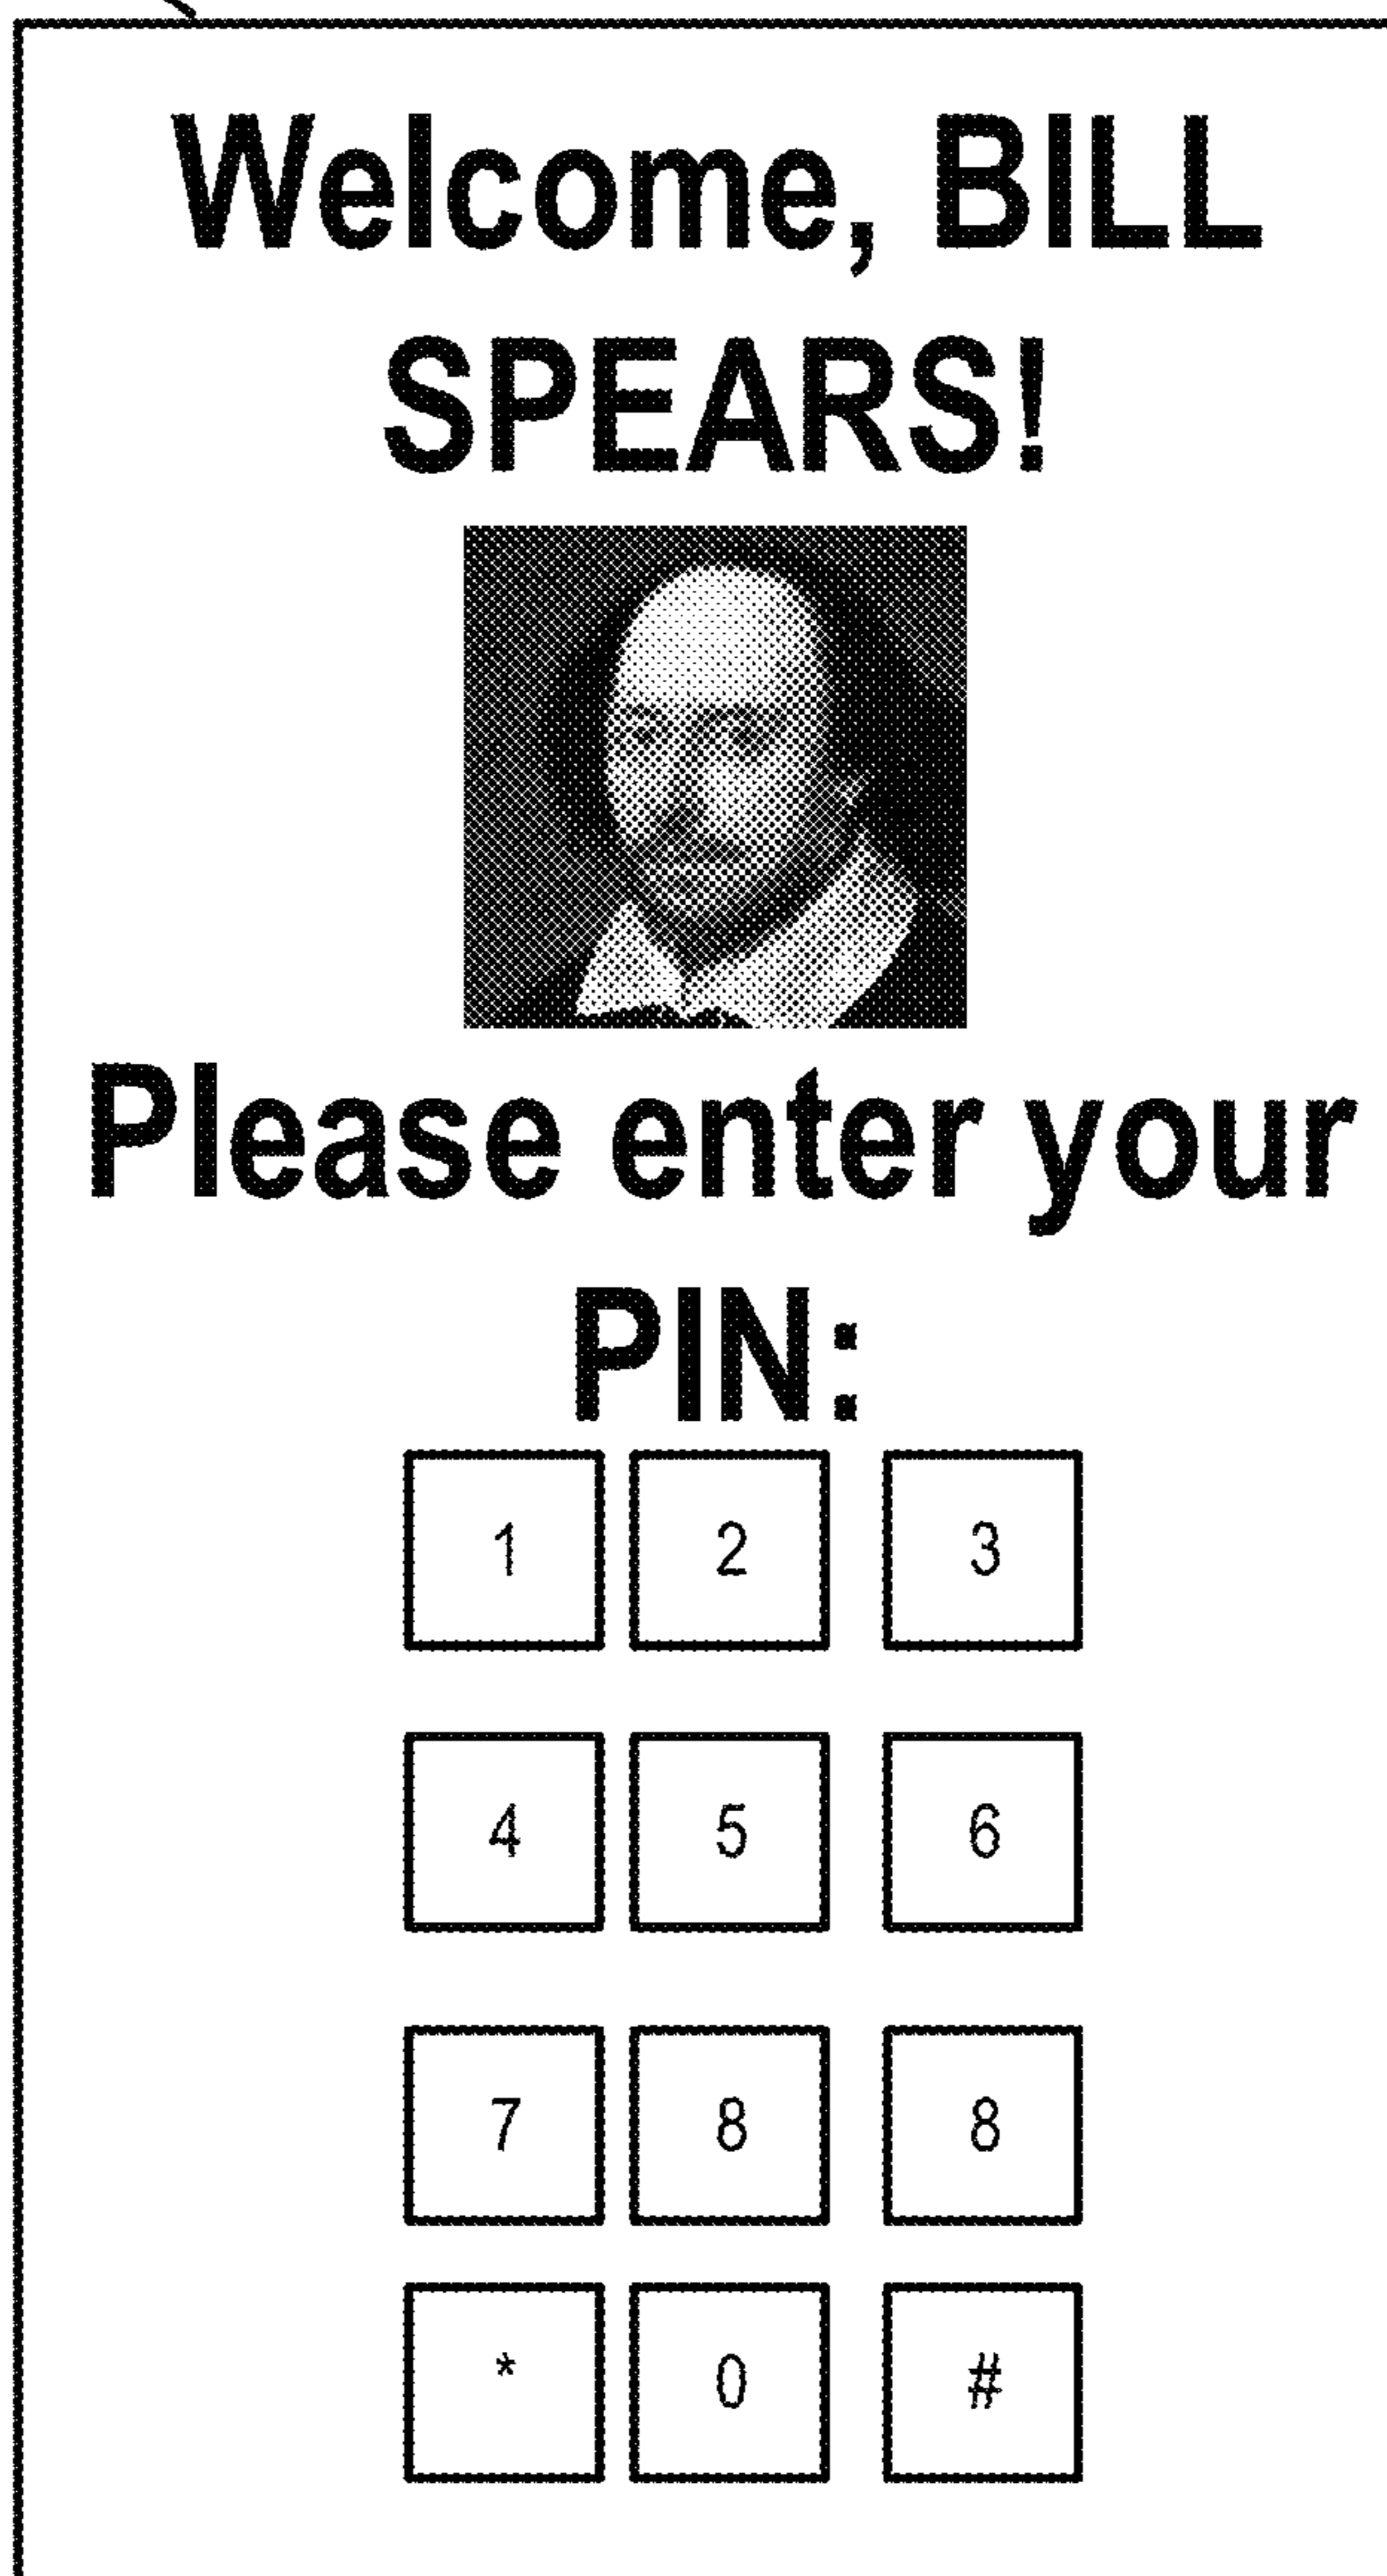 Welcome, BILL
SPEARS!
Please enter your
PIN:
1 2 3
4 5 6
7 8 8
* 0 #